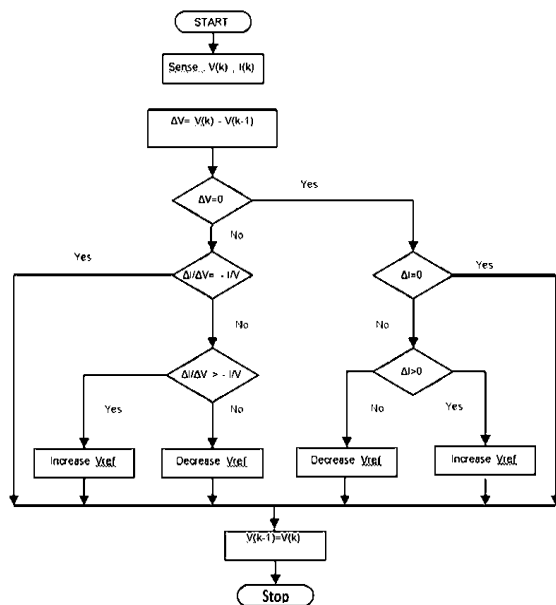 START
Sense , V(k) , I(k)
ΔV= V(k) - V(k-1)
Yes
ΔV=0
No
Yes
ΔI/ΔV= - I/V
ΔI=0
Yes
No
No
ΔI/ΔV > - I/V
ΔI>0
Yes
No
No
Yes
Increase Vref
Decrease Vref
Decrease Vref
Increase Vref
V(k-1)=V(k)
Stop